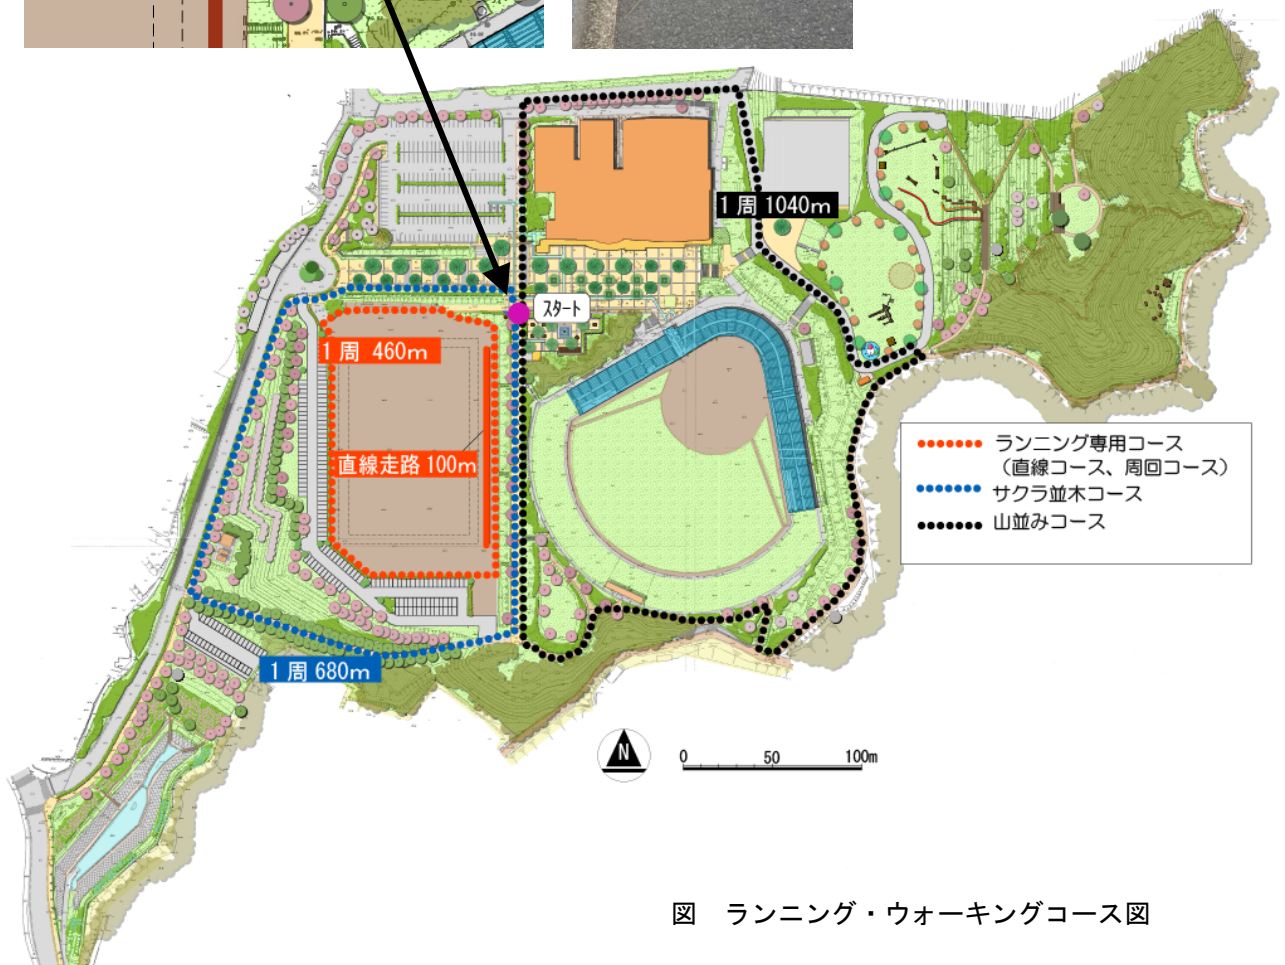 1周 1040m
スタート
1周 460m
直線走路 100m
ランニング専用コース
(直線コース、周回コース)
サクラ並木コース
山並みコース
1周 680m
N
0 50 100m
図 ランニング・ウォーキングコース図